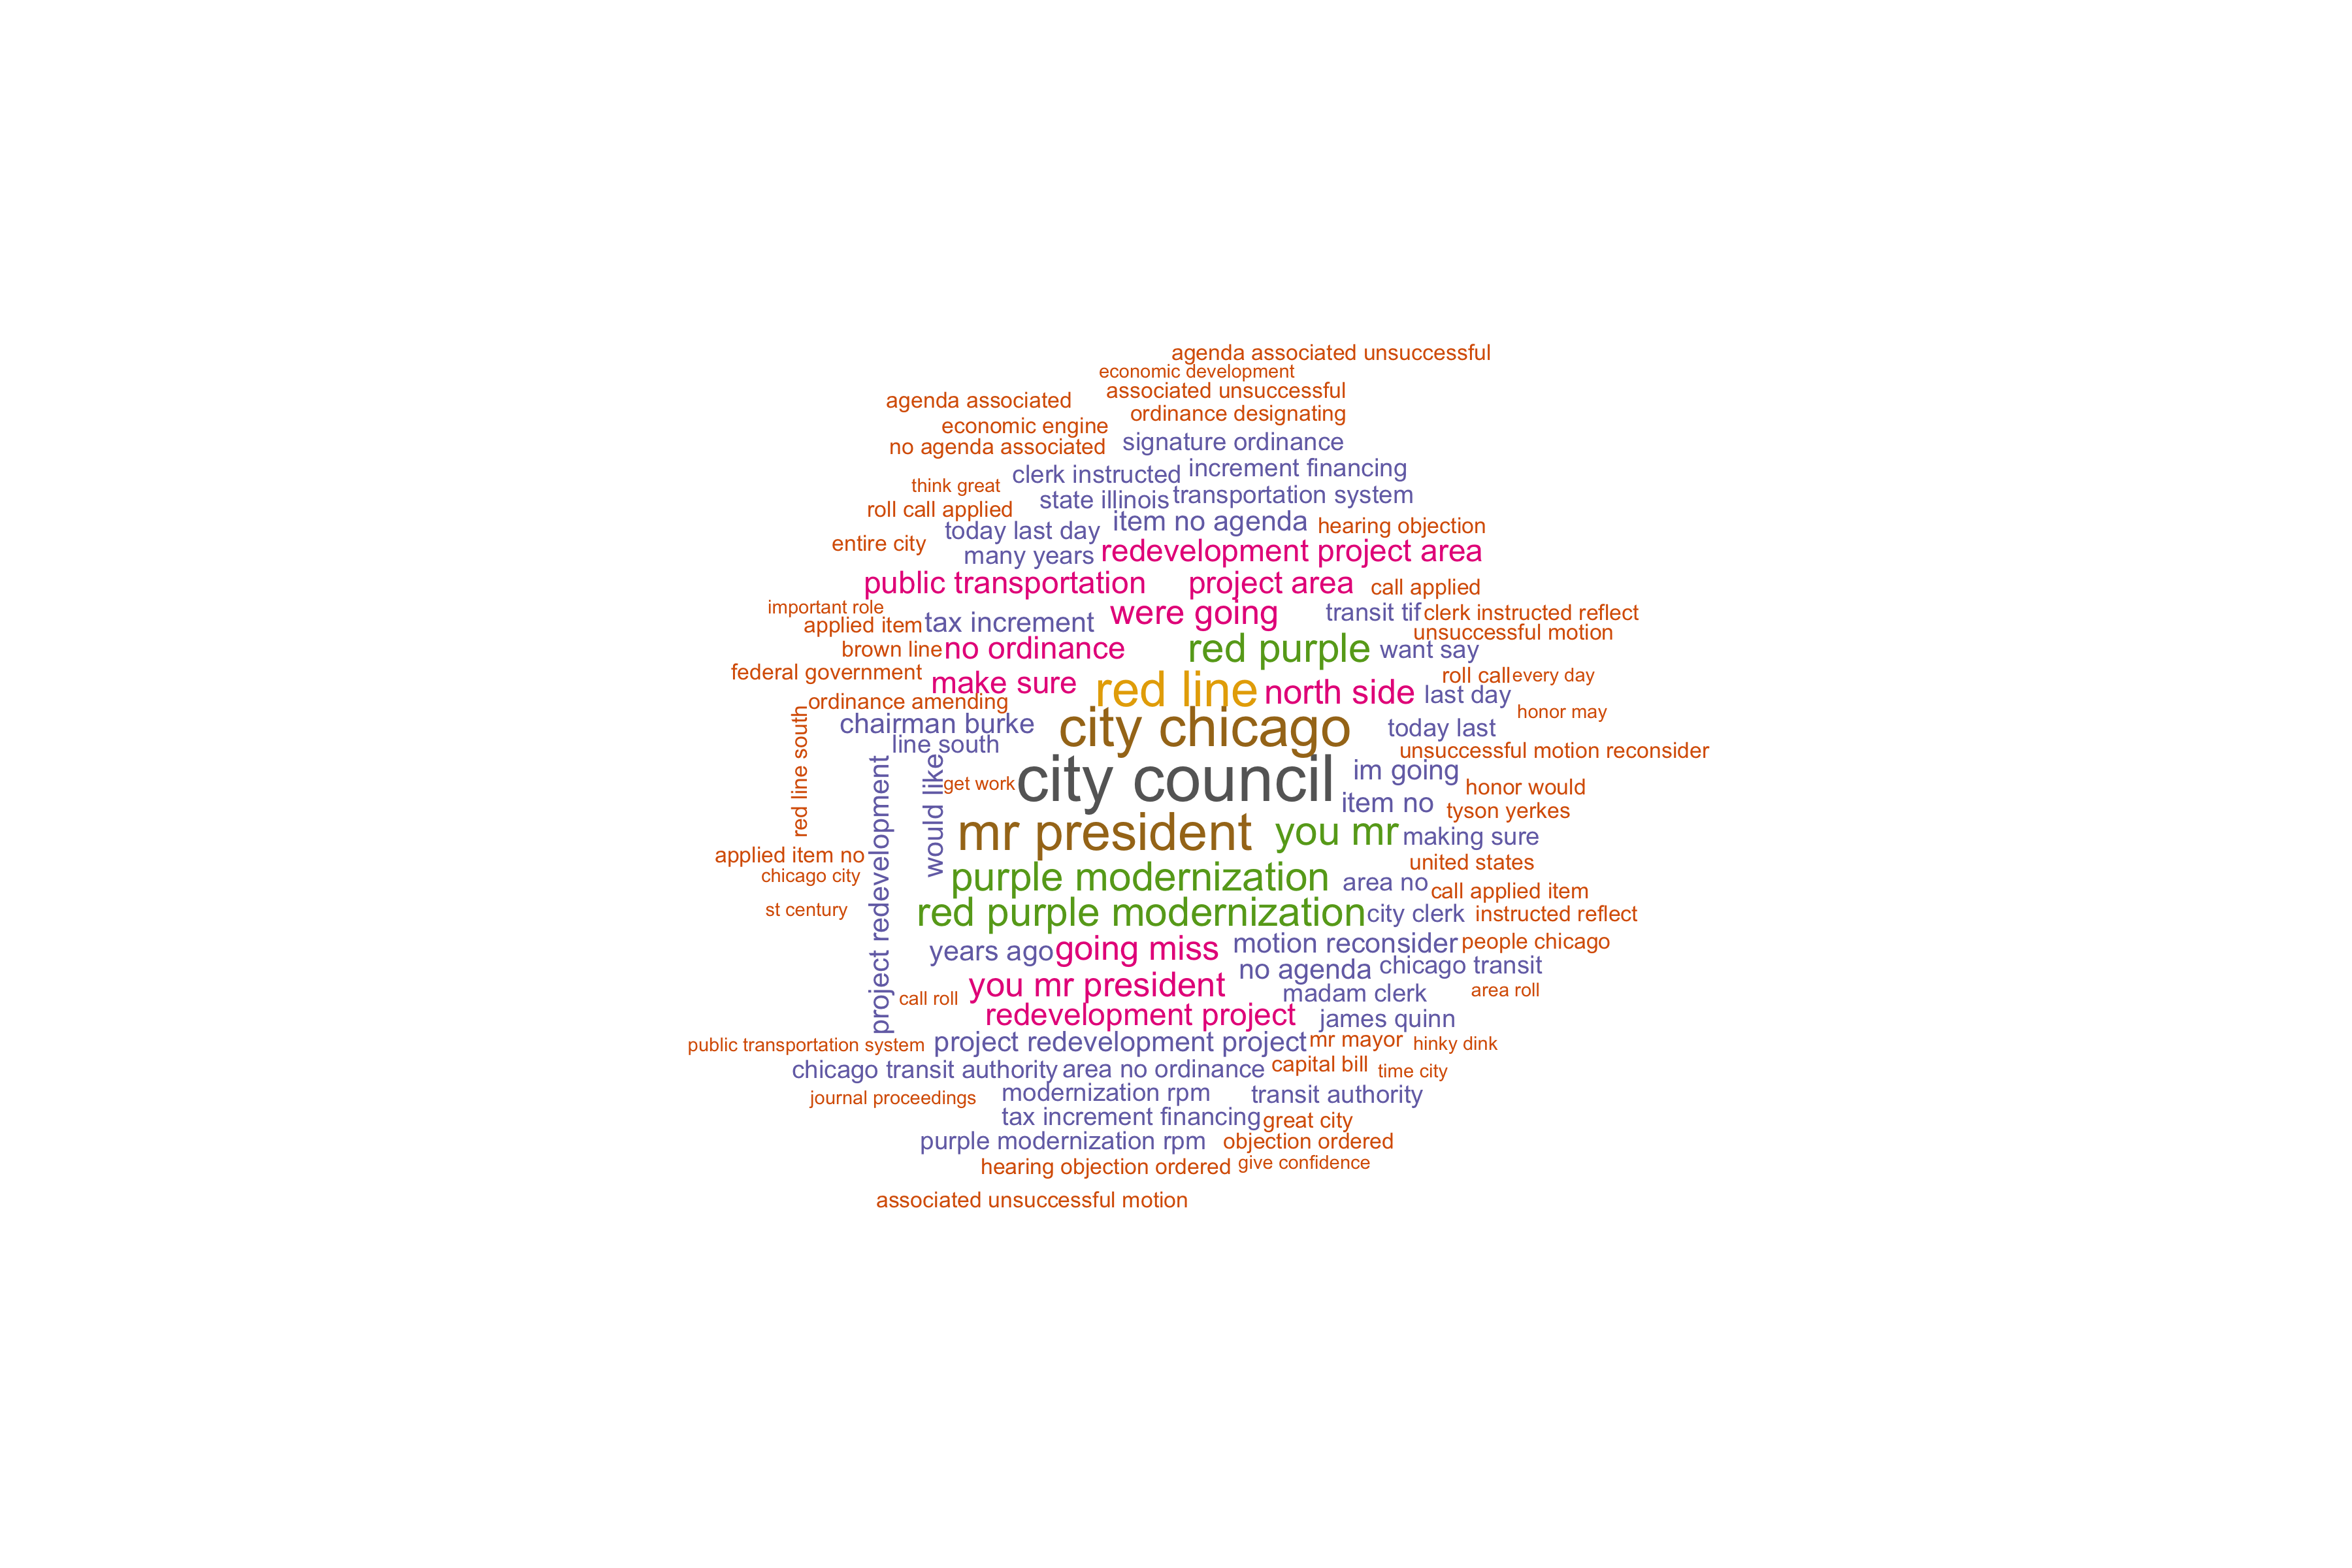 agenda associated unsuccessful
economic development
associated unsuccessful
agenda associated
ordinance designating
economic engine
no agenda associated
signature ordinance
clerk instructed
increment financing
think great
state illinois
transportation system
roll call applied
today last day
item no agenda
hearing objection
entire city
many years
redevelopment project area
public transportation
project area
call applied
important role
applied item
tax increment
were going
transit tif
clerk instructed reflect
unsuccessful motion
brown line
no ordinance
red purple
want say
federal government
make sure
red line
north side
roll call
every day
last day
ordinance amending
honor may
red line south
chairman burke
city chicago
today last
line south
unsuccessful motion reconsider
project redevelopment
would like
get work
city council
im going
honor would
item no
tyson yerkes
mr president
you mr
making sure
applied item no
united states
chicago city
purple modernization
area no
call applied item
st century
red purple modernization
city clerk
instructed reflect
years ago
going miss
motion reconsider
people chicago
no agenda
chicago transit
call roll
you mr president
madam clerk
area roll
redevelopment project
james quinn
public transportation system
project redevelopment project
mr mayor
hinky dink
chicago transit authority
area no ordinance
capital bill
time city
journal proceedings
modernization rpm
transit authority
tax increment financing
great city
purple modernization rpm
objection ordered
hearing objection ordered
give confidence
associated unsuccessful motion